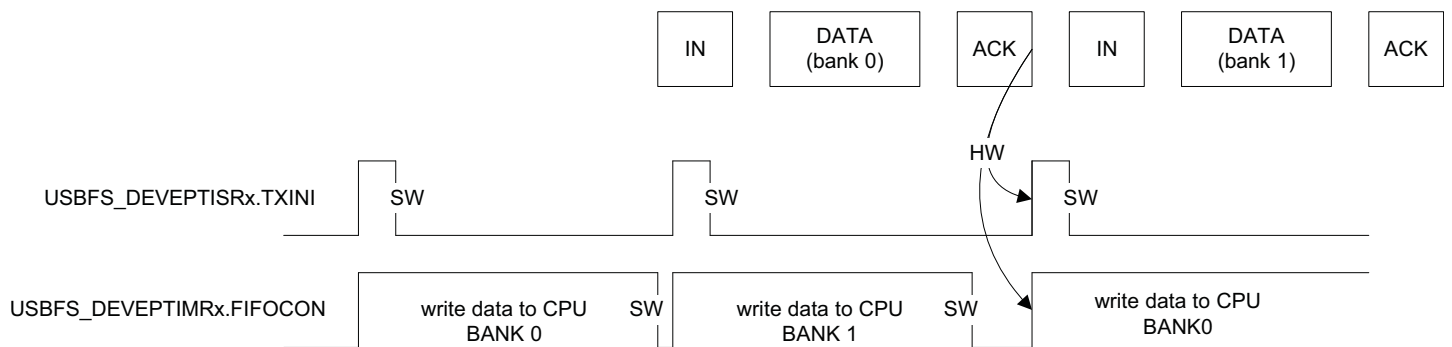 IN
DATA
(bank 0)
ACK
IN
DATA
(bank 1)
ACK
HW
USBFS_DEVEPTISRx.TXINI
SW
SW
SW
USBFS_DEVEPTIMRx.FIFOCON
write data to CPU
BANK 0
SW
write data to CPU
BANK 1
SW
write data to CPU
BANK0